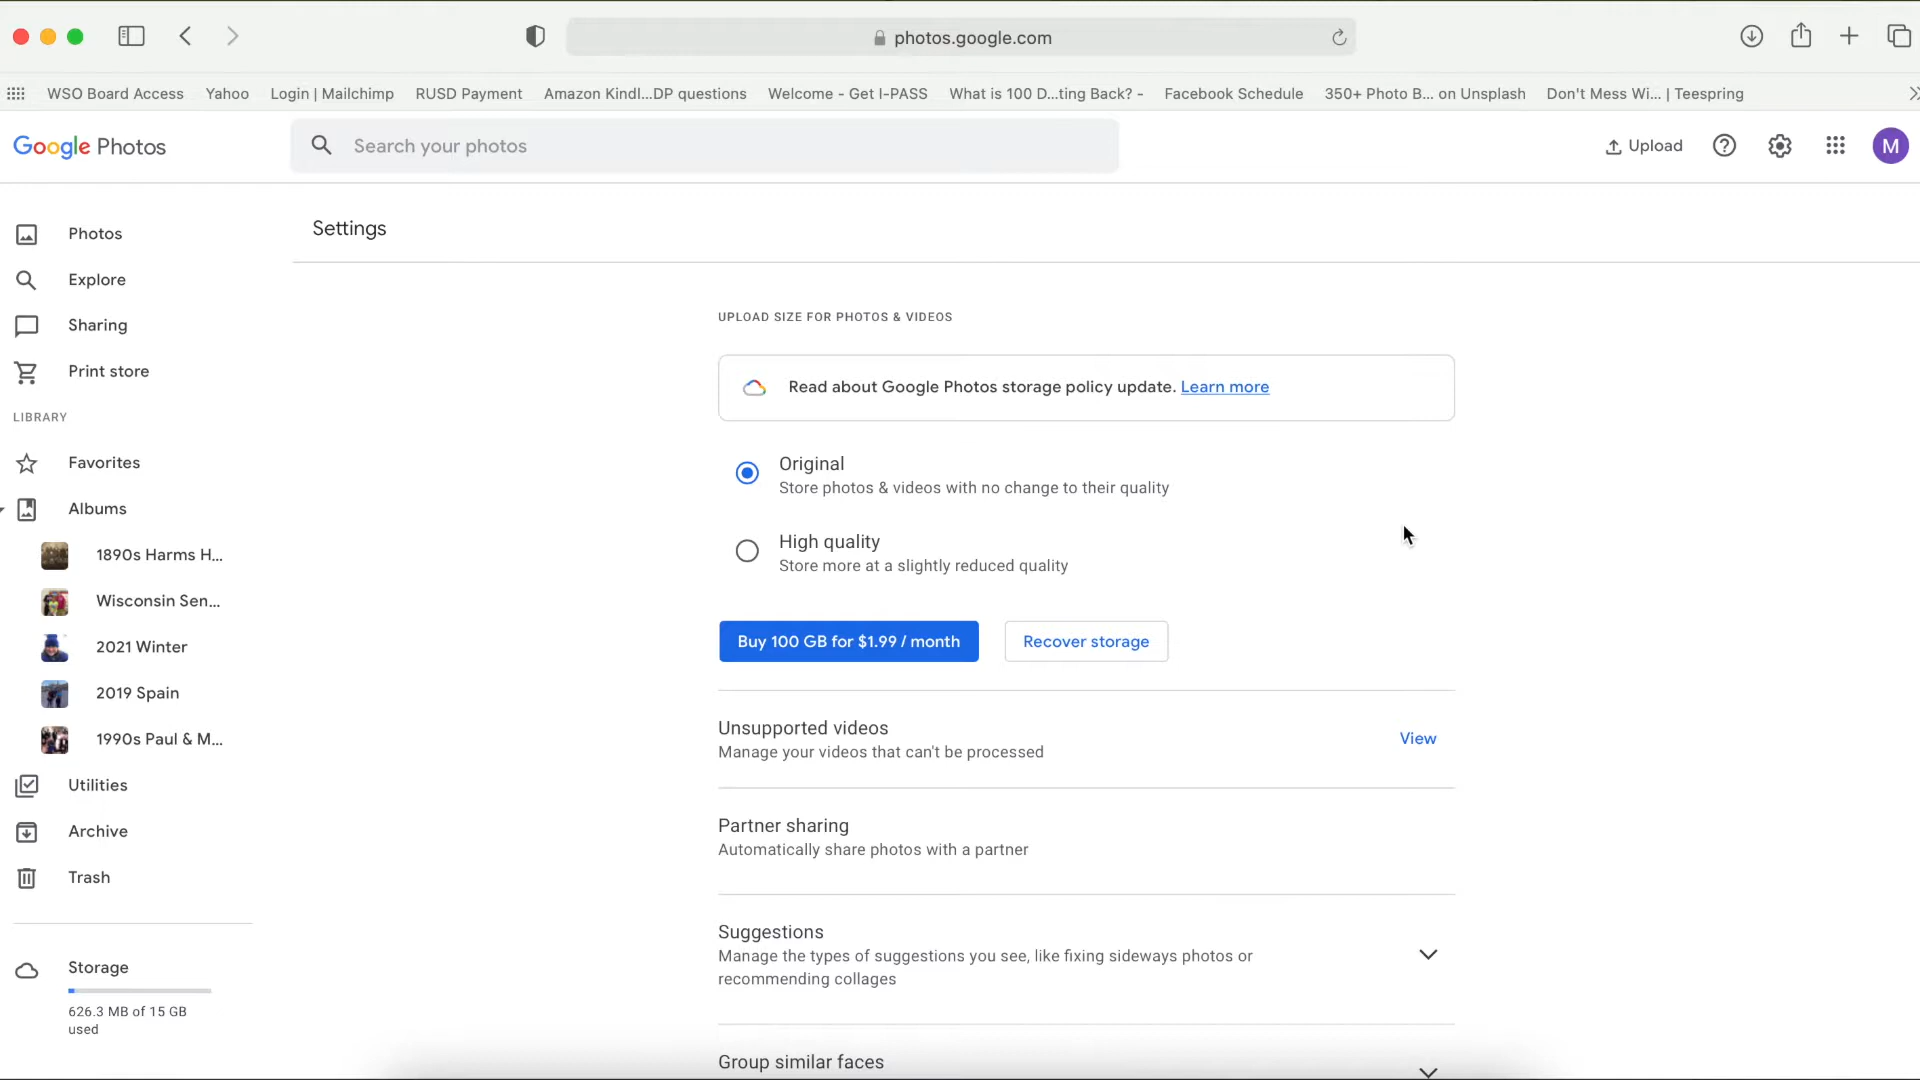 photos.google.com
WSO Board Access
Yahoo
Login | Mailchimp
RUSD Payment
Amazon Kindl...DP questions
Welcome - Get I-PASS
What is 100 D...ting Back? -
Facebook Schedule
350+ Photo B... on Unsplash
Don't Mess Wi... | Teespring
Google Photos
Search your photos
Upload
M
Photos
Explore
Sharing
Print store
LIBRARY
Favorites
Albums
1890s Harms H...
Wisconsin Sen...
2021 Winter
2019 Spain
1990s Paul & M...
Utilities
Archive
Trash
Storage
626.3 MB of 15 GB
used
Settings
UPLOAD SIZE FOR PHOTOS & VIDEOS
Read about Google Photos storage policy update. Learn more
Original
Store photos & videos with no change to their quality
High quality
Store more at a slightly reduced quality
Buy 100 GB for $1.99 / month
Recover storage
Unsupported videos
Manage your videos that can't be processed
View
Partner sharing
Automatically share photos with a partner
Suggestions
Manage the types of suggestions you see, like fixing sideways photos or
recommending collages
Group similar faces